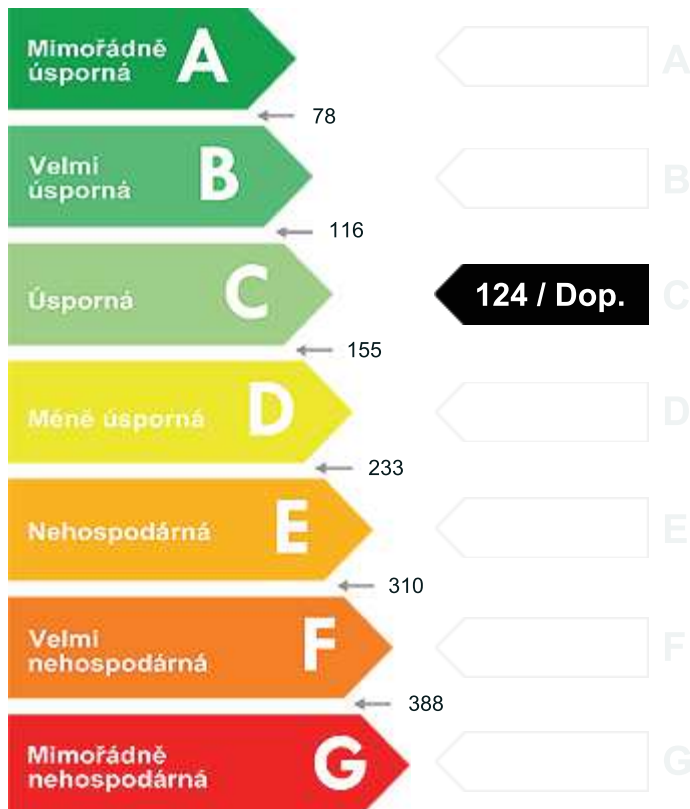 Mimořádně
úsporná
A
A
78
Velmi
úsporná
B
B
116
Úsporná
C
124 / Dop.
C
155
Méně úsporná
D
D
233
Nehospodárná
E
E
310
Velmi
nehospodárná
F
F
388
Mimořádně
nehospodárná
G
G